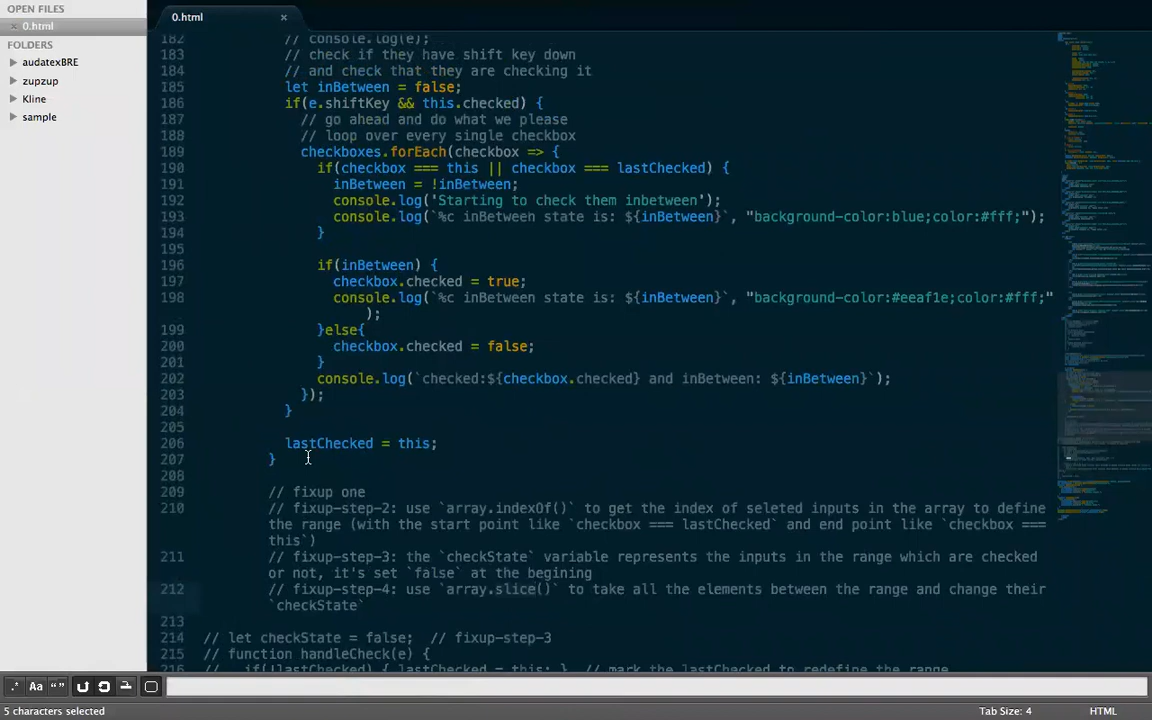 OPEN FILES
0.html
FOLDERS
audatexBRE
zupzup
Kline
sample
0.html
182 // console.log(e);
183 // check if they have shift key down
184 // and check that they are checking it
185 let inBetween = false;
186 if(e.shiftKey && this.checked) {
187 // go ahead and do what we please
188 // loop over every single checkbox
189 checkboxes.forEach(checkbox => {
190 if(checkbox === this || checkbox === lastChecked) {
191 inBetween = !inBetween;
192 console.log('Starting to check them inbetween');
193 console.log(`%c inBetween state is: ${inBetween}`, "background-color:blue;color:#fff;");
194 }
195
196 if(inBetween) {
197 checkbox.checked = true;
198 console.log(`%c inBetween state is: ${inBetween}`, "background-color:#eeaf1e;color:#fff;"
);
199 }else{
200 checkbox.checked = false;
201 }
202 console.log(`checked:${checkbox.checked} and inBetween: ${inBetween}`);
203 });
204 }
205
206 lastChecked = this;
207 }
208
209 // fixup one
210 // fixup-step-2: use `array.indexOf()` to get the index of seleted inputs in the array to define
the range (with the start point like `checkbox === lastChecked` and end point like `checkbox ===
this`)
211 // fixup-step-3: the `checkState` variable represents the inputs in the range which are checked
or not, it's set `false` at the begining
212 // fixup-step-4: use `array.slice()` to take all the elements between the range and change their
`checkState`
213
214 // let checkState = false; // fixup-step-3
215 // function handleCheck(e) {
216 // if(!lastChecked) { lastChecked = this; } // mark the lastChecked to redefine the range
.* Aa “ ”
5 characters selected
Tab Size: 4
HTML